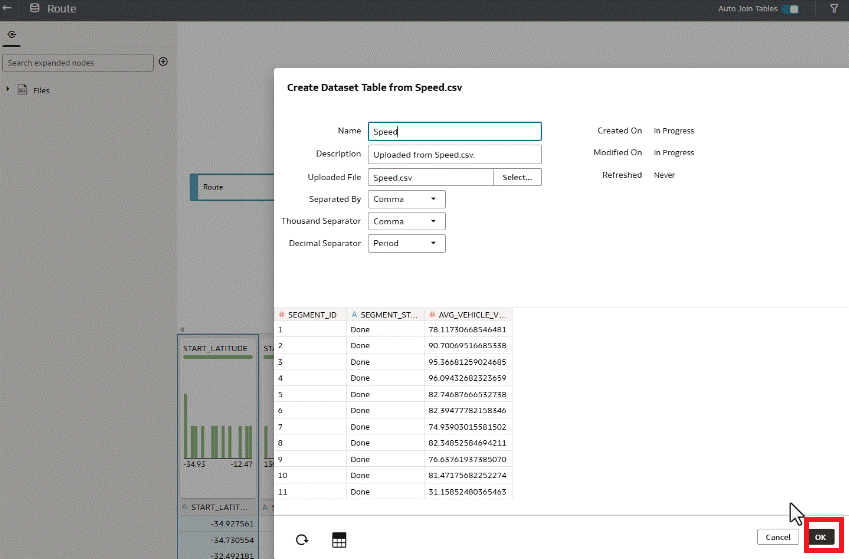 Route
Auto Join Tables
Search expanded nodes
Files
Create Dataset Table from Speed.csv
Name
Speed
Description
Uploaded from Speed.csv.
Uploaded File
Speed.csv
Select...
Separated By
Comma
Thousand Separator
Comma
Decimal Separator
Period
Created On In Progress
Modified On In Progress
Refreshed Never
Route
# SEGMENT_ID A SEGMENT_ST... # AVG_VEHICLE_V...
1 Done 78.11730668546481
2 Done 90.70069516685338
3 Done 95.36681259024685
4 Done 96.09432682323659
5 Done 82.74687666532738
6 Done 82.39477782158346
7 Done 74.93903015581502
8 Done 82.34852584694211
9 Done 76.63761937385070
10 Done 81.47175682252274
11 Done 31.15852480365463
START_LATITUDE
-34.93 -12.47
A START_LATIT...
-34.927561
-34.730554
-32.492181
Cancel
OK